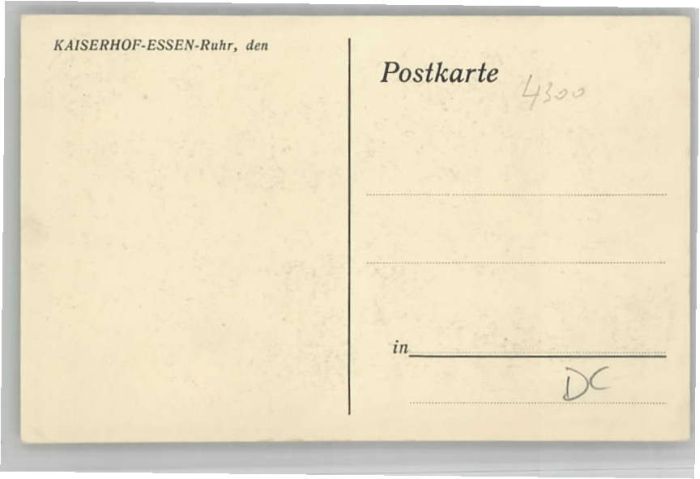 KAISERHOF-ESSEN-Ruhr, den
Postkarte
4300
in
DC